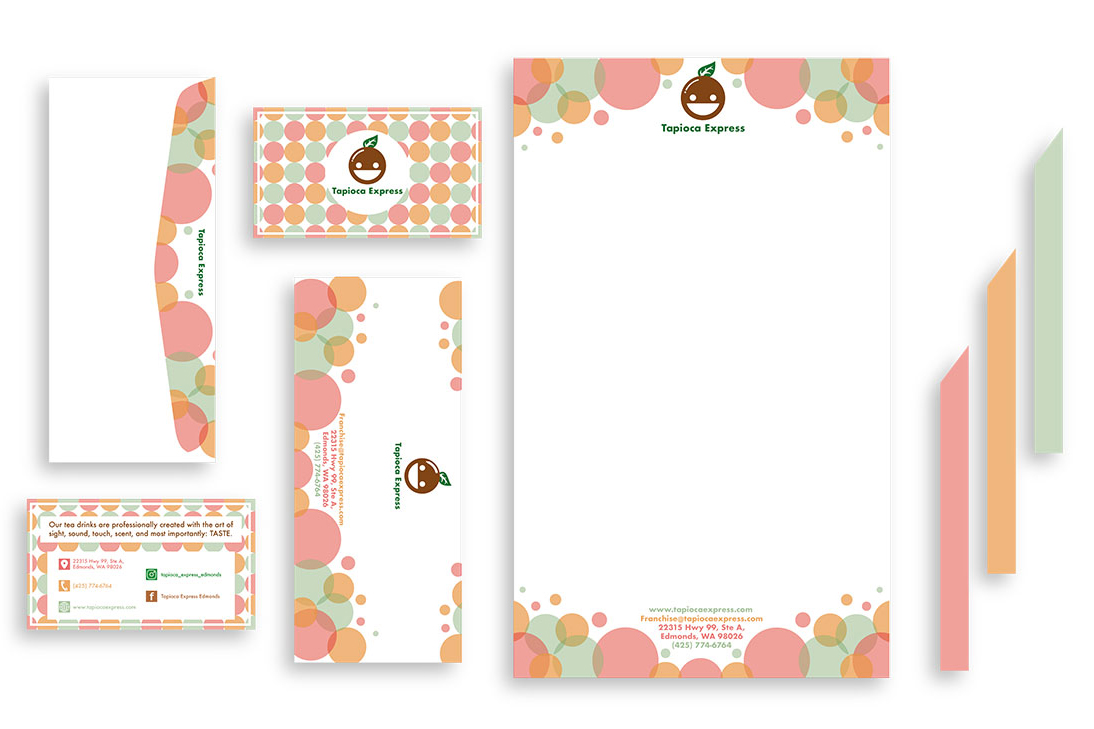 Tapioca Express
Tapioca Express
Our tea drinks are professionally created with the art of
sight, sound, touch, scent, and most importantly: TASTE.
22315 Hwy 99, Ste A,
Edmonds, WA 98026
(425) 774-6764
www.tapiocaexpress.com
tapioca_express_edmonds
Tapioca Express Edmonds
Franchise@tapiocaexpress.com
22315 Hwy 99, Ste A,
Edmonds, WA 98026
(425) 774-6764
Tapioca Express
Tapioca Express
www.tapiocaexpress.com
Franchise@tapiocaexpress.com
22315 Hwy 99, Ste A,
Edmonds, WA 98026
(425) 774-6764